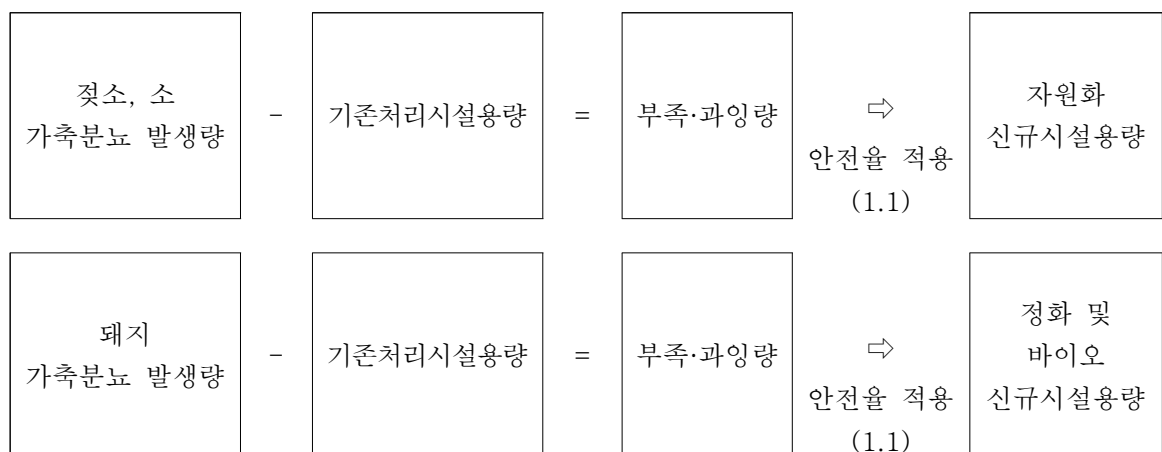 젖소, 소
가축분뇨 발생량
-
기존처리시설용량
=
부족·과잉량
⇨
안전율 적용
(1.1)
자원화
신규시설용량
돼지
가축분뇨 발생량
-
기존처리시설용량
=
부족·과잉량
⇨
안전율 적용
(1.1)
정화 및
바이오
신규시설용량